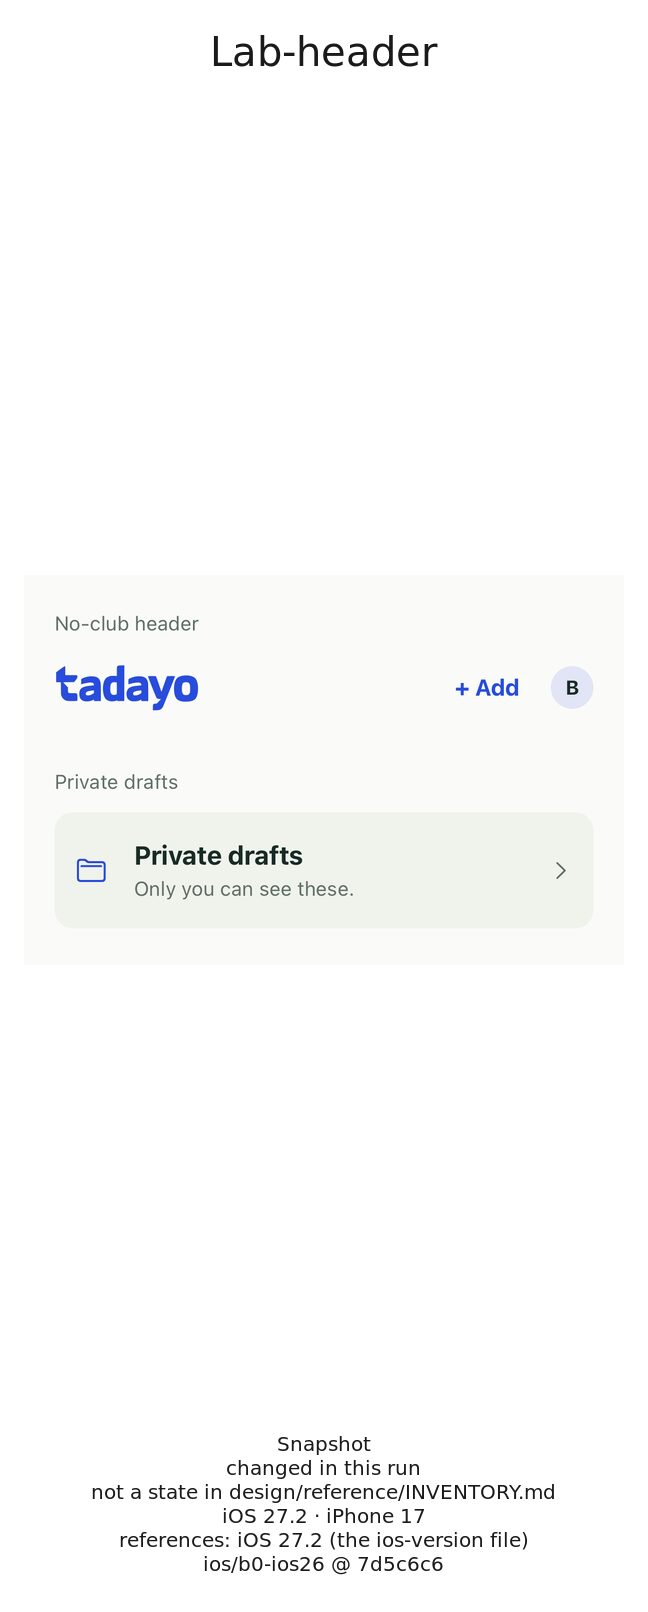 Lab-header
No-club header
tadayo
+ Add
B
Private drafts
Private drafts
Only you can see these.
Snapshot
changed in this run
not a state in design/reference/INVENTORY.md
iOS 27.2 · iPhone 17
references: iOS 27.2 (the ios-version file)
ios/b0-ios26 @ 7d5c6c6